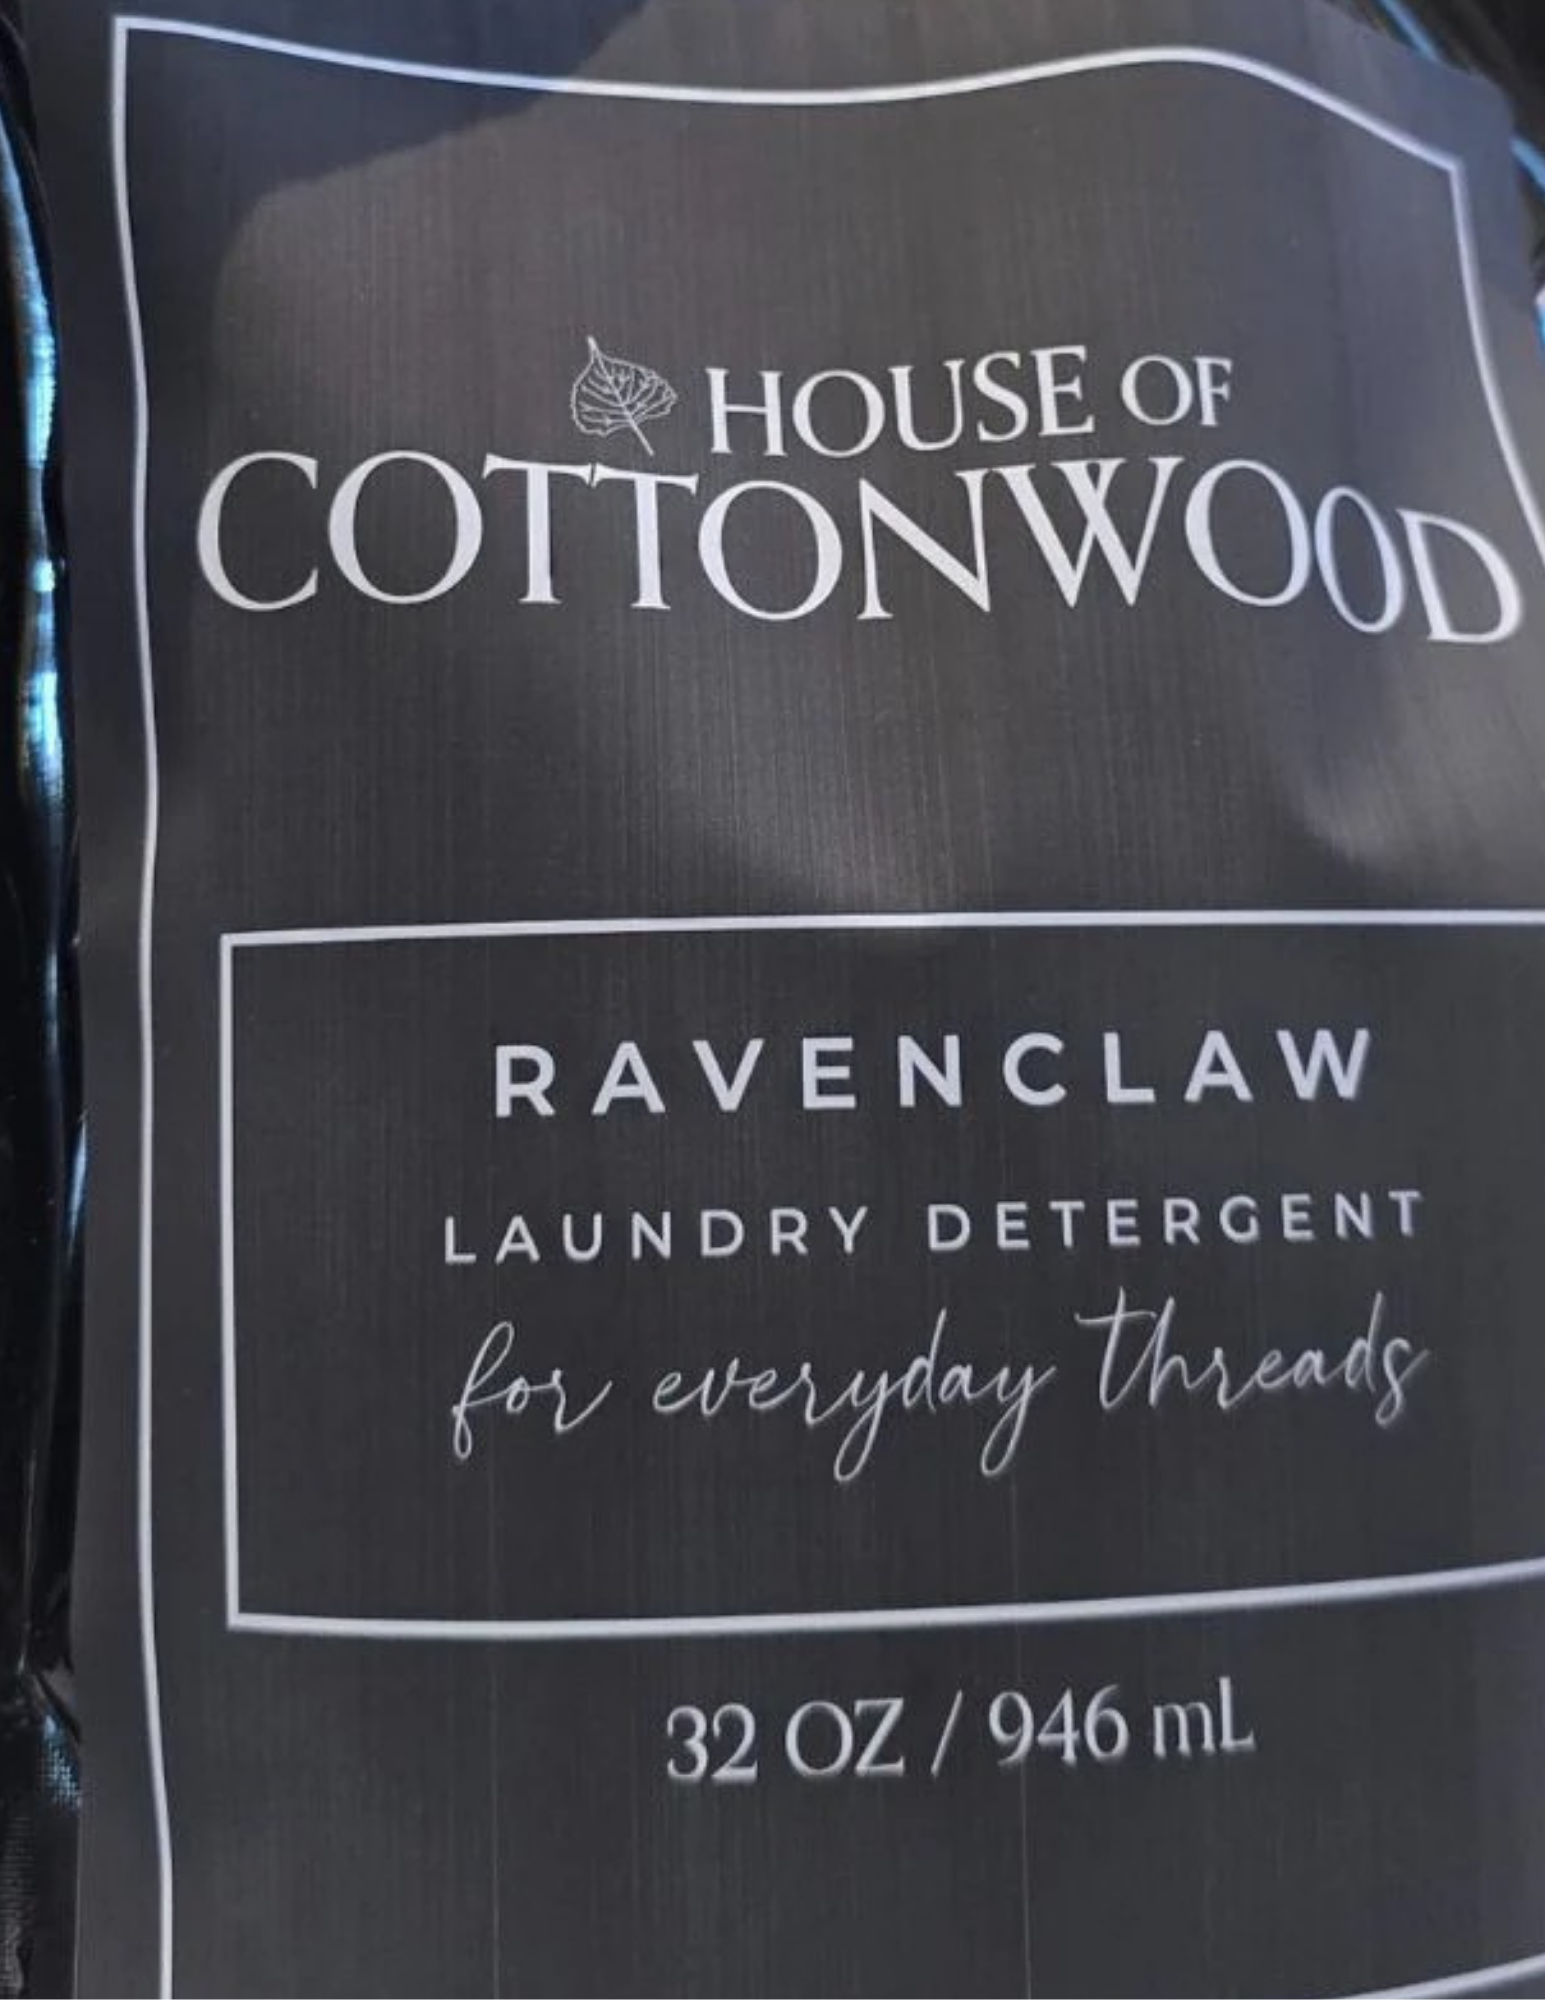 HOUSE OF
COTTONWOOD
RAVENCLAW
LAUNDRY DETERGENT
for everyday threads
32 OZ / 946 mL